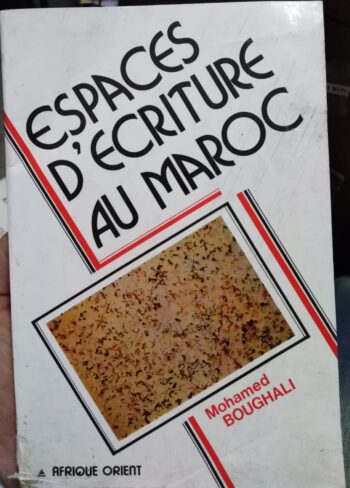 ESPACES
D'ECRITURE
AU MAROC
Mohamed
BOUGHALI
AFRIQUE ORIENT